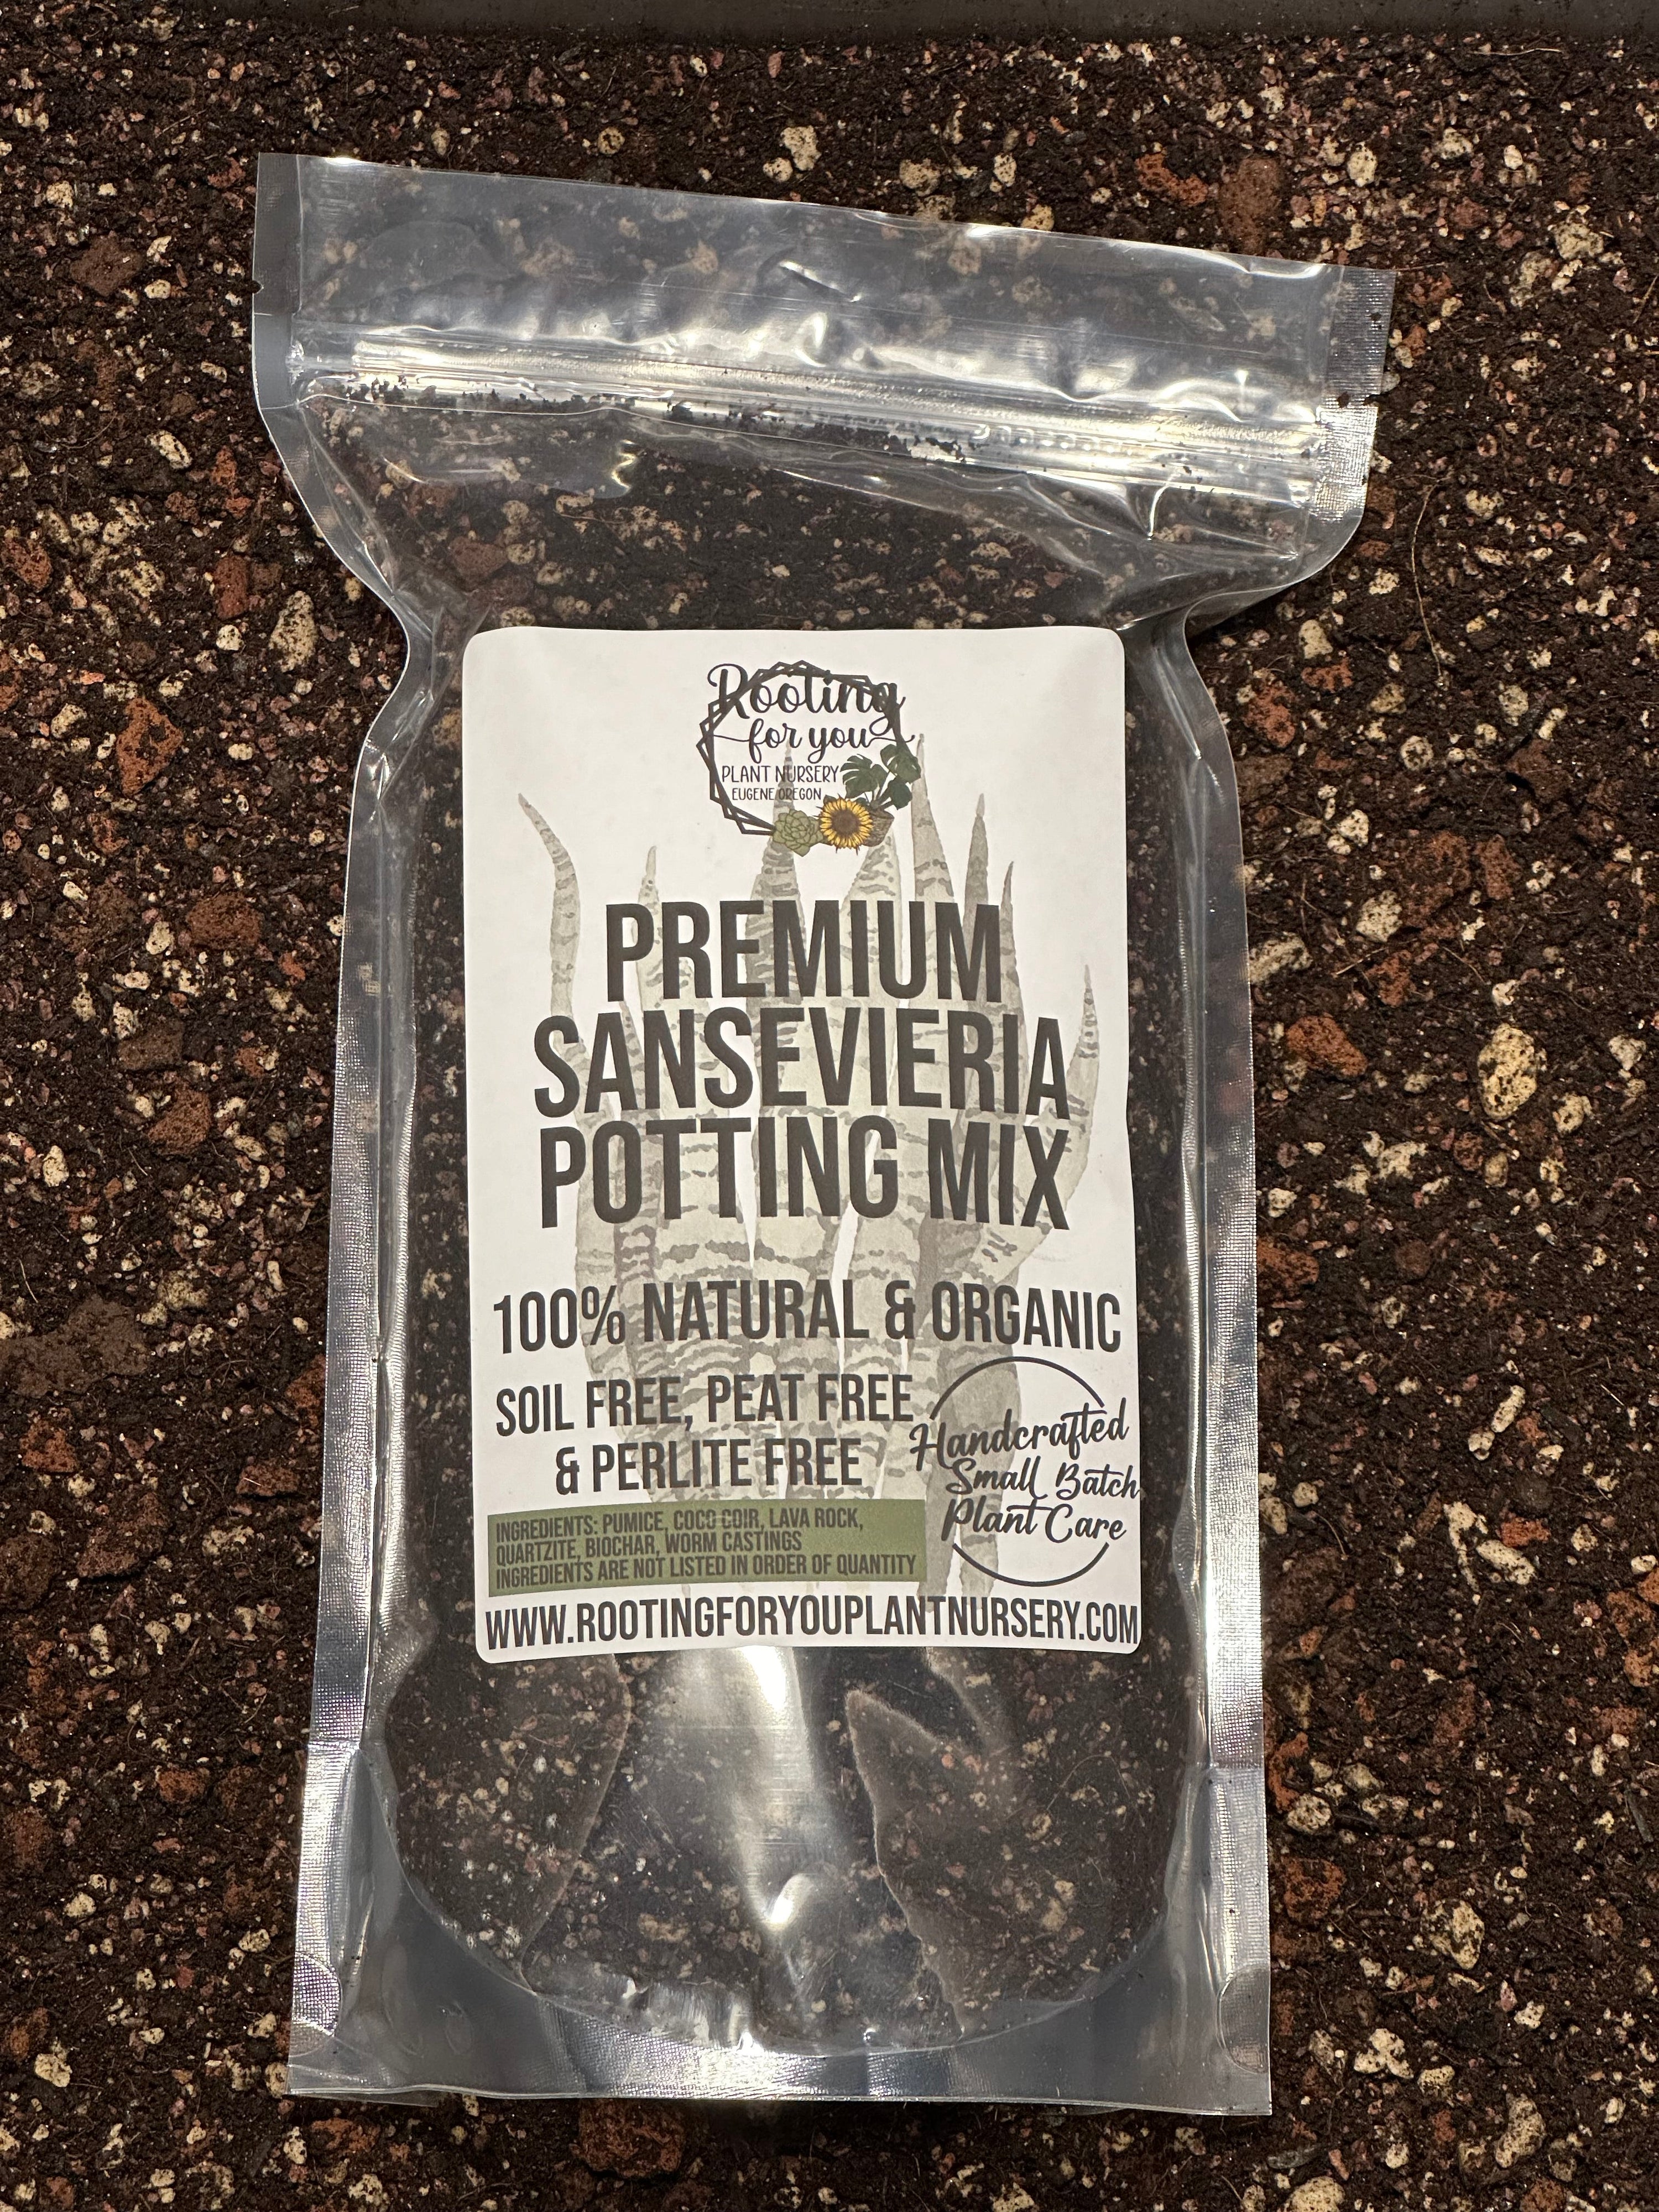 Rooting
for you
PLANT NURSERY
EUGENE OREGON
PREMIUM
SANSEVIERIA
POTTING MIX
100% NATURAL & ORGANIC
SOIL FREE, PEAT FREE
& PERLITE FREE
Handcrafted
Small Batch
Plant Care
INGREDIENTS: PUMICE, COCO COIR, LAVA ROCK,
QUARTZITE, BIOCHAR, WORM CASTINGS
INGREDIENTS ARE NOT LISTED IN ORDER OF QUANTITY
WWW.ROOTINGFORYOUPLANTNURSERY.COM